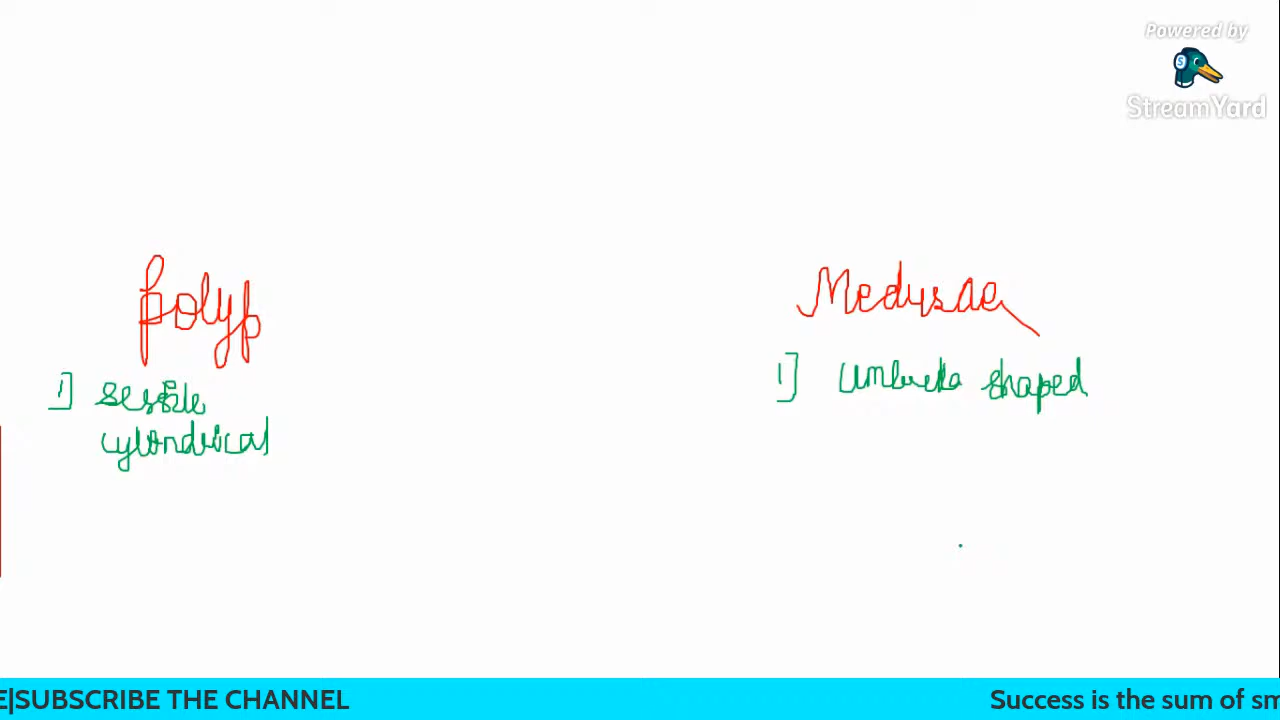 Powered by
StreamYard
polyp
Medusae
1] sessile
cylindrical
1] umbrella shaped
E|SUBSCRIBE THE CHANNEL
Success is the sum of sm